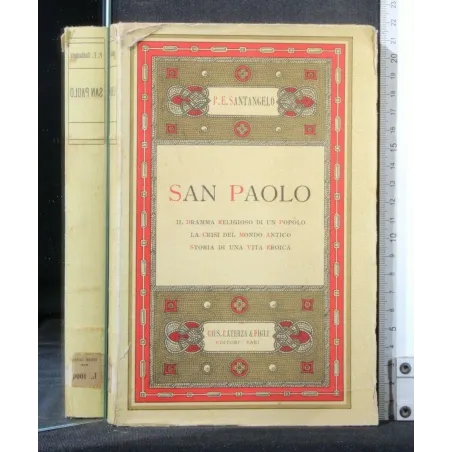 P. E. SANTANGELO
SAN PAOLO
IL DRAMMA RELIGIOSO DI UN POPOLO
LA CRISI DEL MONDO ANTICO
STORIA DI UNA VITA EROICA
GIUS. LATERZA & FIGLI
EDITORI BARI
SAN PAOLO